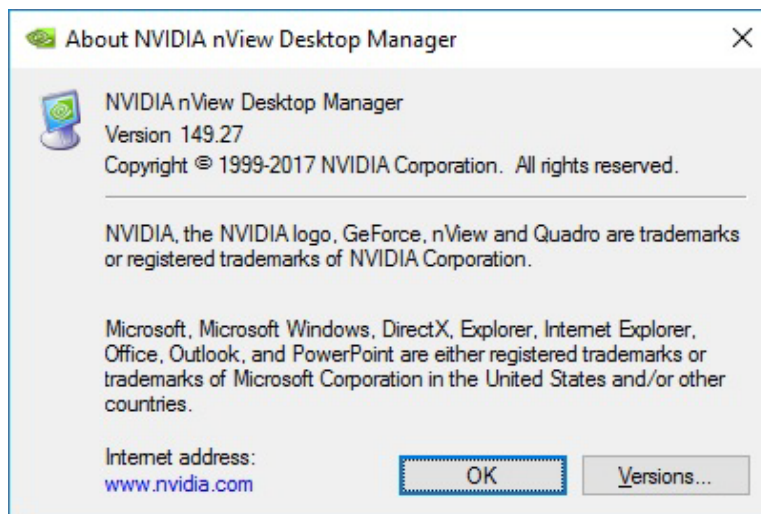 About NVIDIA nView Desktop Manager
NVIDIA nView Desktop Manager
Version 149.27
Copyright © 1999-2017 NVIDIA Corporation.  All rights reserved.
NVIDIA, the NVIDIA logo, GeForce, nView and Quadro are trademarks
or registered trademarks of NVIDIA Corporation.
Microsoft, Microsoft Windows, DirectX, Explorer, Internet Explorer,
Office, Outlook, and PowerPoint are either registered trademarks or
trademarks of Microsoft Corporation in the United States and/or other
countries.
Internet address:
www.nvidia.com
OK
Versions...